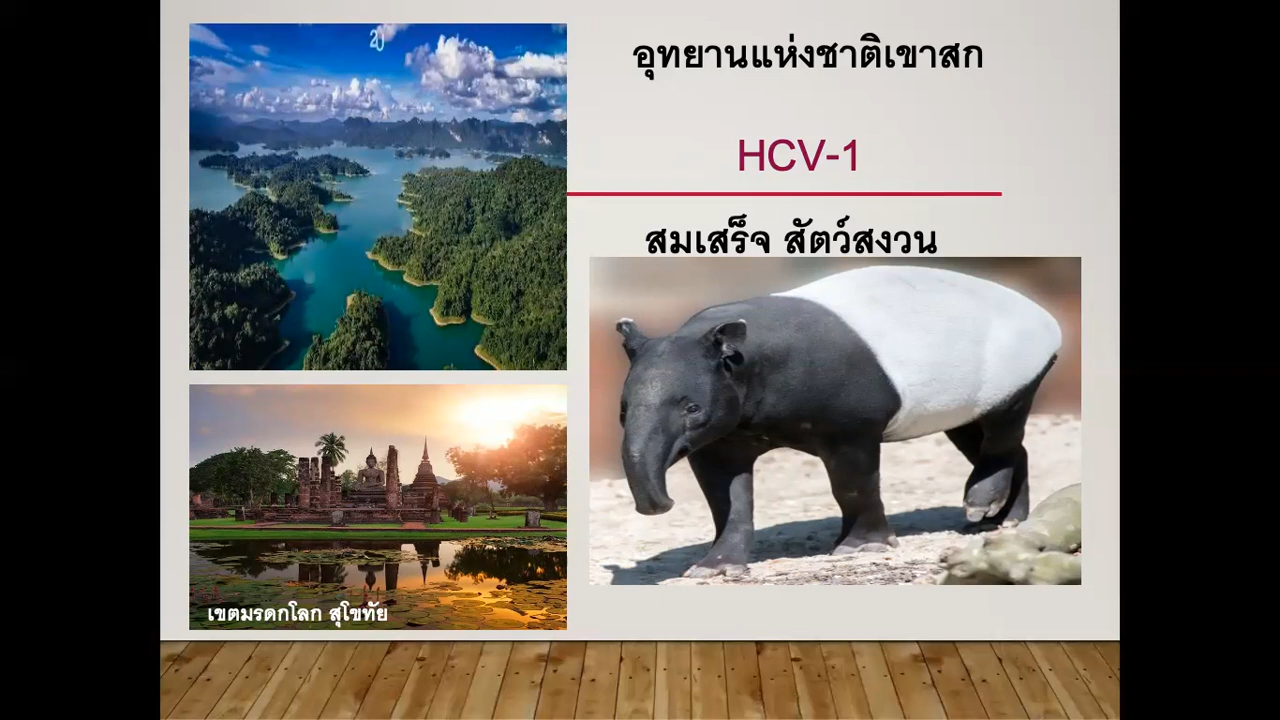 20
อุทยานแห่งชาติเขาสก
HCV-1
สมเสร็จ สัตว์สงวน
เขตมรดกโลก สุโขทัย